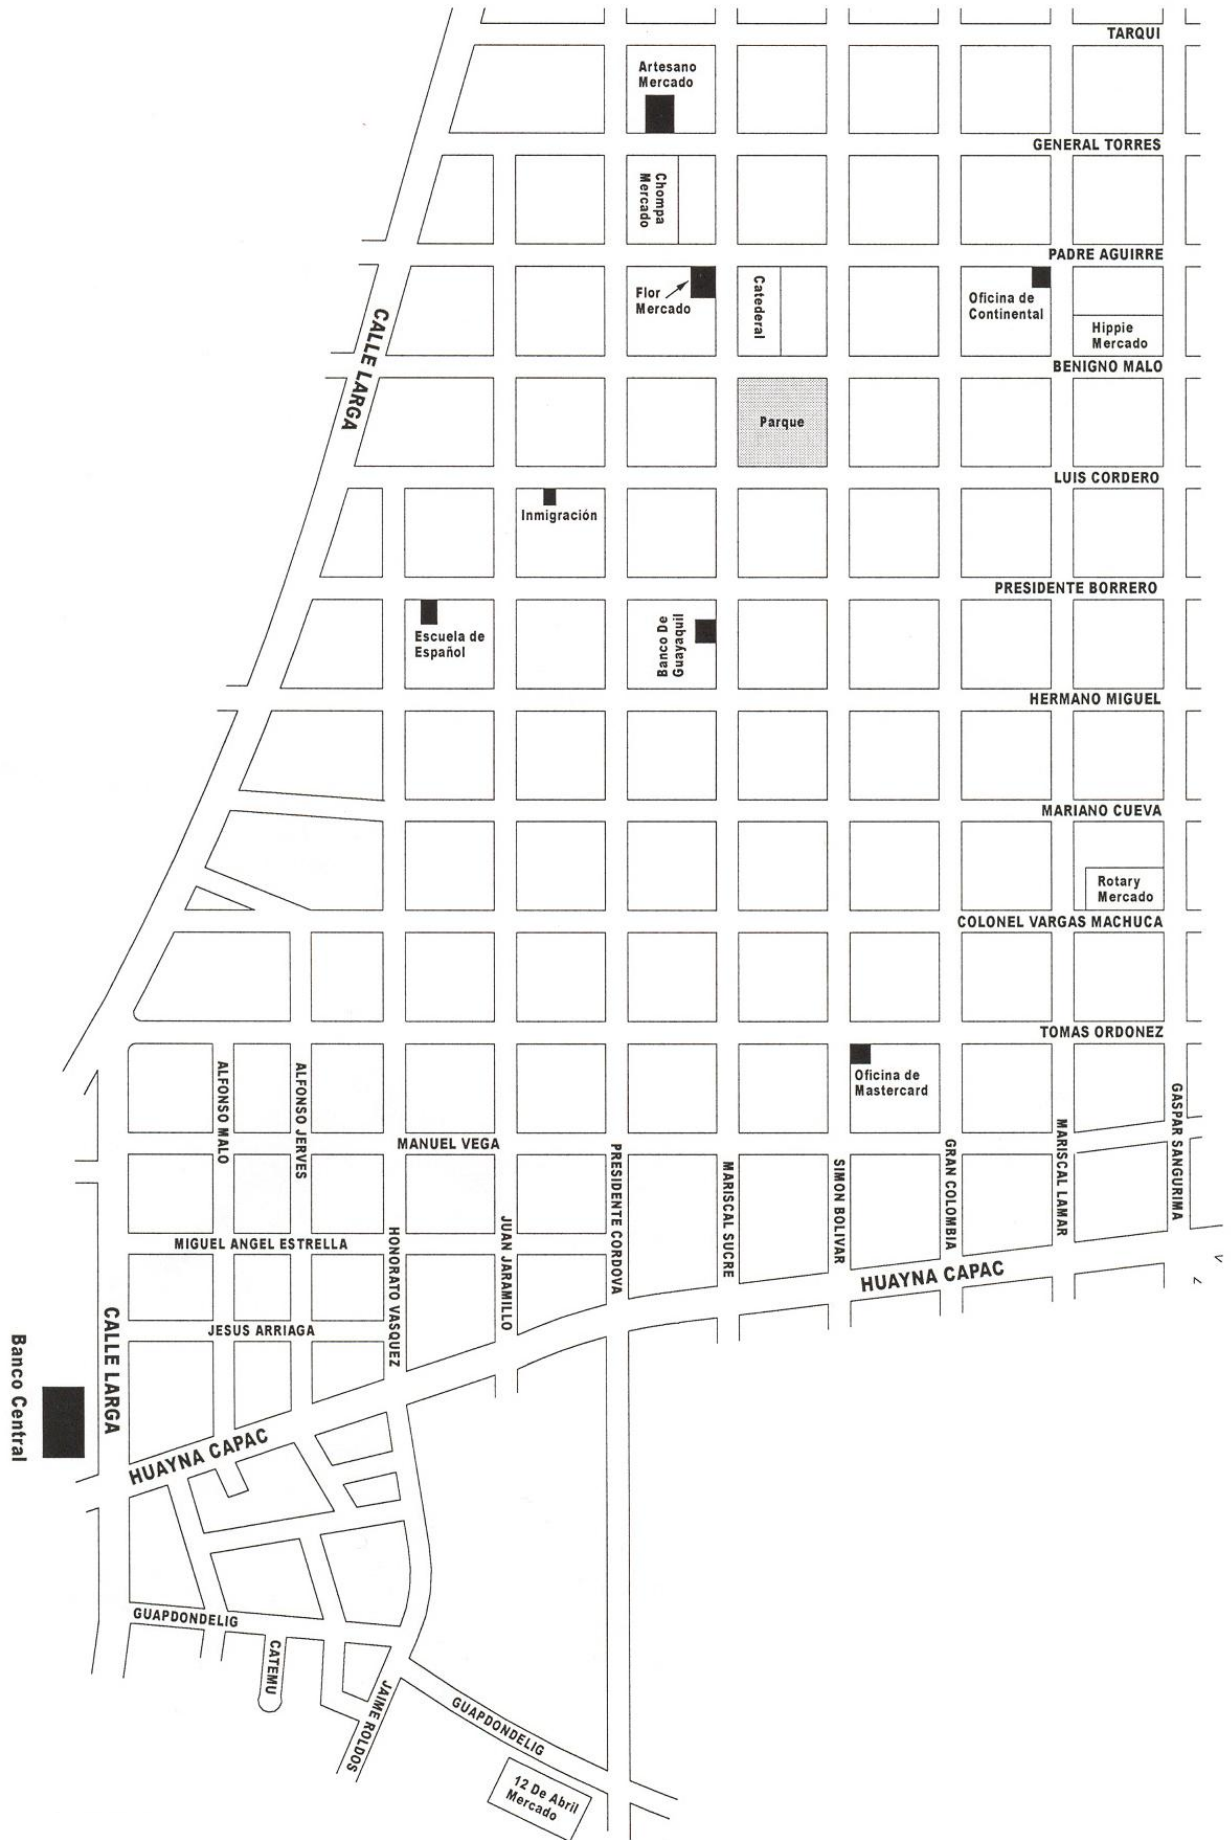 TARQUI
Artesano
Mercado
GENERAL TORRES
Chompa
Mercado
PADRE AGUIRRE
Flor
Mercado
Catederal
Oficina de
Continental
Hippie
Mercado
CALLE LARGA
BENIGNO MALO
Parque
LUIS CORDERO
Inmigración
PRESIDENTE BORRERO
Escuela de
Español
Banco De
Guayaquil
HERMANO MIGUEL
MARIANO CUEVA
Rotary
Mercado
COLONEL VARGAS MACHUCA
TOMAS ORDONEZ
Oficina de
Mastercard
ALFONSO MALO
ALFONSO JERVES
MANUEL VEGA
PRESIDENTE CORDOVA
MARISCAL SUCRE
SIMON BOLIVAR
GRAN COLOMBIA
MARISCAL LAMAR
GASPAR SANGURIMA
MIGUEL ANGEL ESTRELLA
HONORATO VASQUEZ
JUAN JARAMILLO
HUAYNA CAPAC
JESUS ARRIAGA
CALLE LARGA
Banco Central
HUAYNA CAPAC
GUAPDONDELIG
CATEMU
JAIME ROLDOS
GUAPDONDELIG
12 De Abril
Mercado